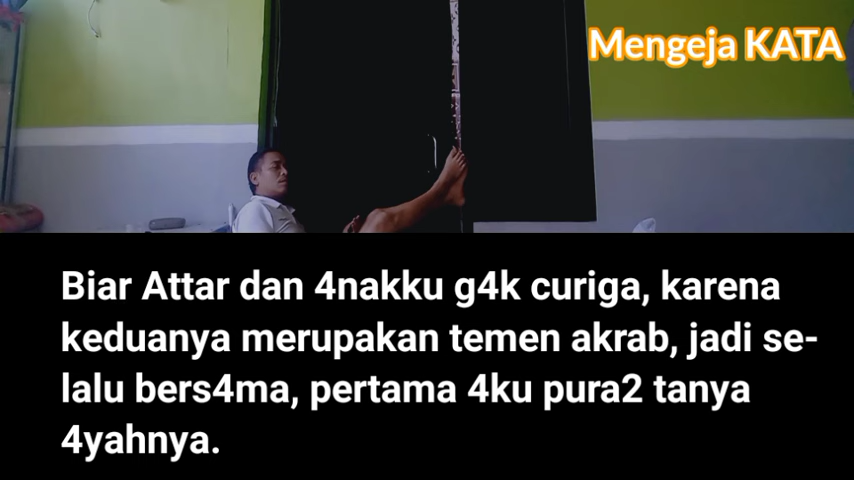 Mengeja KATA
Biar Attar dan 4nakku g4k curiga, karena
keduanya merupakan temen akrab, jadi se-
lalu bers4ma, pertama 4ku pura2 tanya
4yahnya.